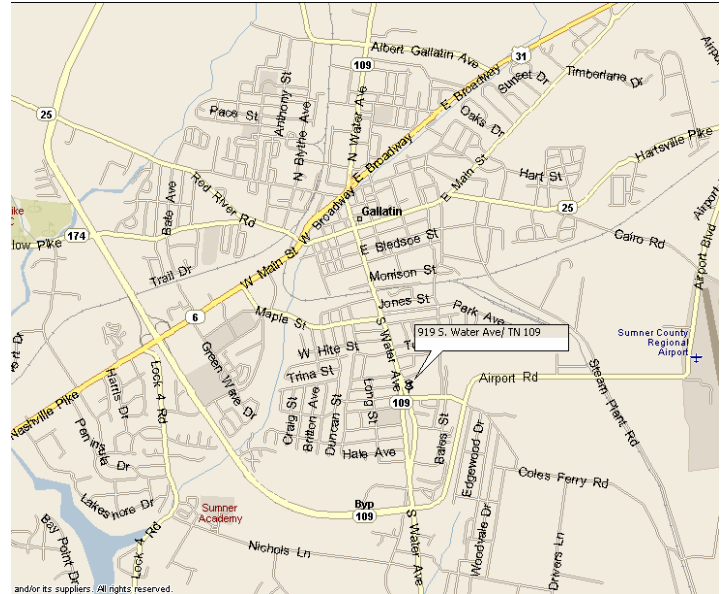 31
Albert Gallatin Ave
109
Sunset Dr
Timberlane Dr
Airport
25
Pace St
Anthony St
N Blythe Ave
N Water Ave
E Broadway
Oaks Dr
Hartsville Pike
Hart St
E Main St
Bate Ave
Red River Rd
W Broadway
E Broadway
Gallatin
25
174
low Pike
E Bledsoe St
Cairo Rd
Airport Blvd
Trail Dr
W Main St
Morrison St
6
Maple St
Jones St
Park Ave
S Water Ave
919 S. Water Ave/ TN 109
Sumner County
Regional
Airport
W Hite St
Trina St
Green Wave Dr
Airport Rd
Steam Plant Rd
Harris Dr
Lock 4 Rd
Nashville Pike
Craig St
Britton Ave
Duncan St
Long St
109
Bates St
Edgewood Dr
Hale Ave
Peninsula Dr
Coles Ferry Rd
Lakeshore Dr
Sumner
Academy
Byp
109
S Water Ave
Woodvale Dr
Drivers Ln
Bay Point Dr
Lock 4 Rd
Nichols Ln
and/or its suppliers. All rights reserved.